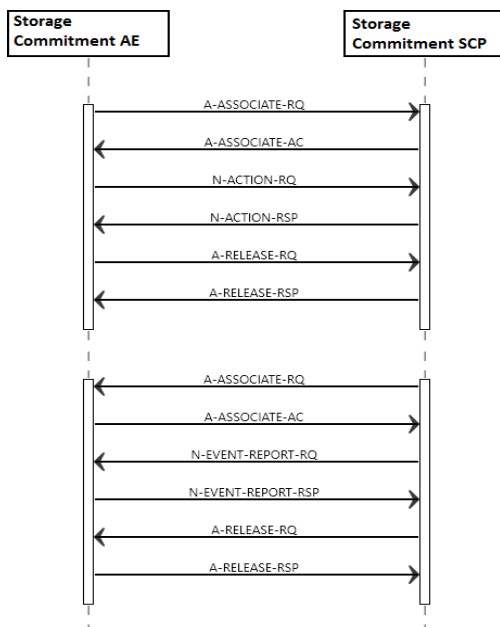 Storage
Commitment AE
Storage
Commitment SCP
A-ASSOCIATE-RQ
A-ASSOCIATE-AC
N-ACTION-RQ
N-ACTION-RSP
A-RELEASE-RQ
A-RELEASE-RSP
A-ASSOCIATE-RQ
A-ASSOCIATE-AC
N-EVENT-REPORT-RQ
N-EVENT-REPORT-RSP
A-RELEASE-RQ
A-RELEASE-RSP